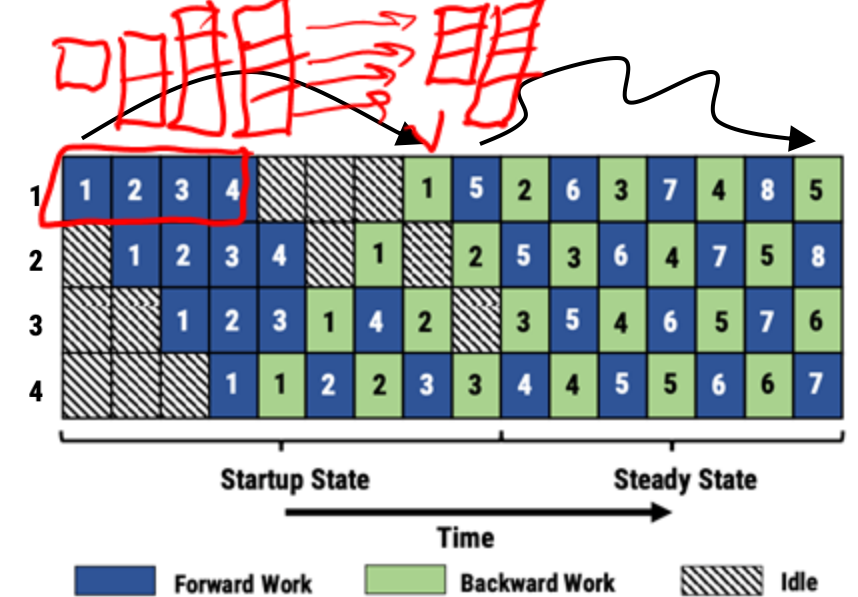 1 1 2 3 4 1 5 2 6 3 7 4 8 5
2 1 2 3 4 1 2 5 3 6 4 7 5 8
3 1 2 3 1 4 2 3 5 4 6 5 7 6
4 1 1 2 2 3 3 4 4 5 5 6 6 7
Startup State Steady State
Time
Forward Work Backward Work Idle